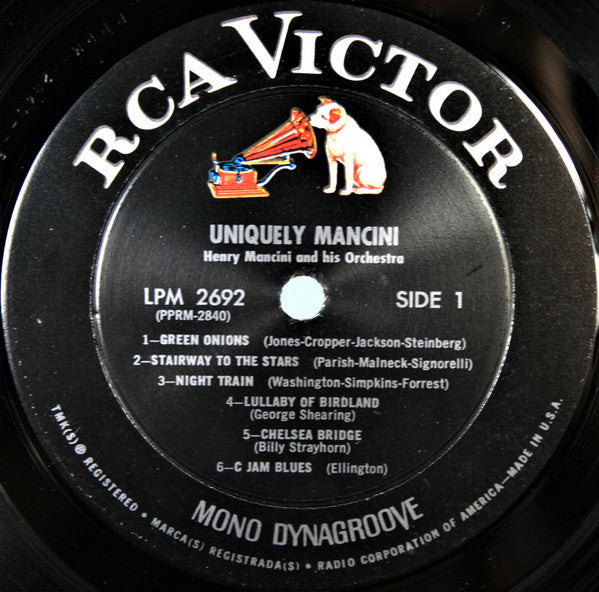 RCA VICTOR
UNIQUELY MANCINI
Henry Mancini and his Orchestra
LPM 2692
(PPRM-2840)
SIDE 1
1—GREEN ONIONS (Jones-Cropper-Jackson-Steinberg)
2—STAIRWAY TO THE STARS (Parish-Malneck-Signorelli)
3—NIGHT TRAIN (Washington-Simpkins-Forrest)
4—LULLABY OF BIRDLAND
(George Shearing)
5—CHELSEA BRIDGE
(Billy Strayhorn)
6—C JAM BLUES (Ellington)
MONO DYNAGROOVE
TMK(S) ® REGISTERED • MARCA(S) REGISTRADA(S) • RADIO CORPORATION OF AMERICA—MADE IN U.S.A.